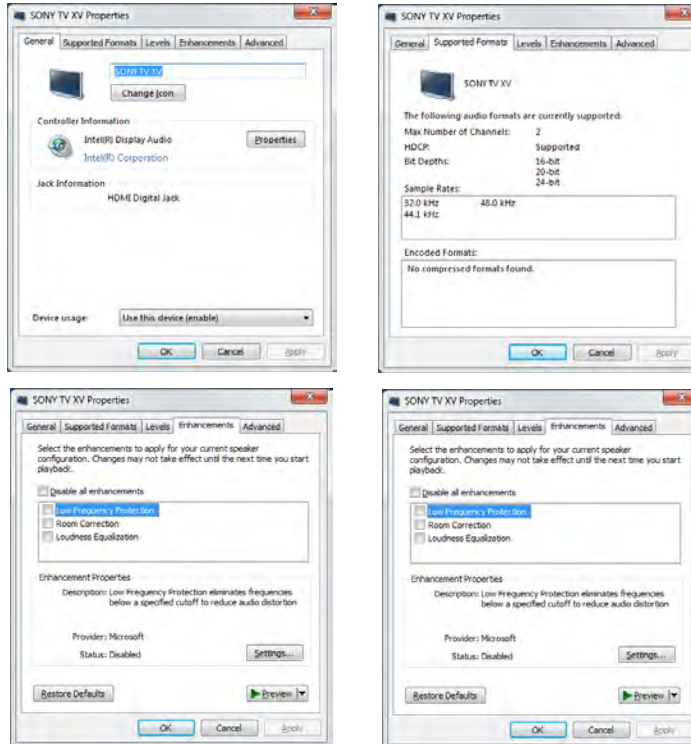 SONY TV XV Properties
General Supported Formats Levels Enhancements Advanced
SONY TV XV
Change Icon
Controller Information
Intel(R) Display Audio
Properties
Intel(R) Corporation
Jack Information
HDMI Digital Jack
Device usage:
Use this device (enable)
OK Cancel Apply
SONY TV XV Properties
General Supported Formats Levels Enhancements Advanced
SONY TV XV
The following audio formats are currently supported:
Max Number of Channels: 2
HDCP: Supported
Bit Depths: 16-bit
20-bit
24-bit
Sample Rates:
32.0 kHz 48.0 kHz
44.1 kHz
Encoded Formats:
No compressed formats found.
OK Cancel Apply
SONY TV XV Properties
General Supported Formats Levels Enhancements Advanced
Select the enhancements to apply for your current speaker
configuration. Changes may not take effect until the next time you start
playback.
Disable all enhancements
Low Frequency Protection
Room Correction
Loudness Equalization
Enhancement Properties
Description: Low Frequency Protection eliminates frequencies
below a specified cutoff to reduce audio distortion
Provider: Microsoft
Status: Disabled
Settings...
Restore Defaults
Preview
OK Cancel Apply
SONY TV XV Properties
General Supported Formats Levels Enhancements Advanced
Select the enhancements to apply for your current speaker
configuration. Changes may not take effect until the next time you start
playback.
Disable all enhancements
Low Frequency Protection
Room Correction
Loudness Equalization
Enhancement Properties
Description: Low Frequency Protection eliminates frequencies
below a specified cutoff to reduce audio distortion
Provider: Microsoft
Status: Disabled
Settings...
Restore Defaults
Preview
OK Cancel Apply